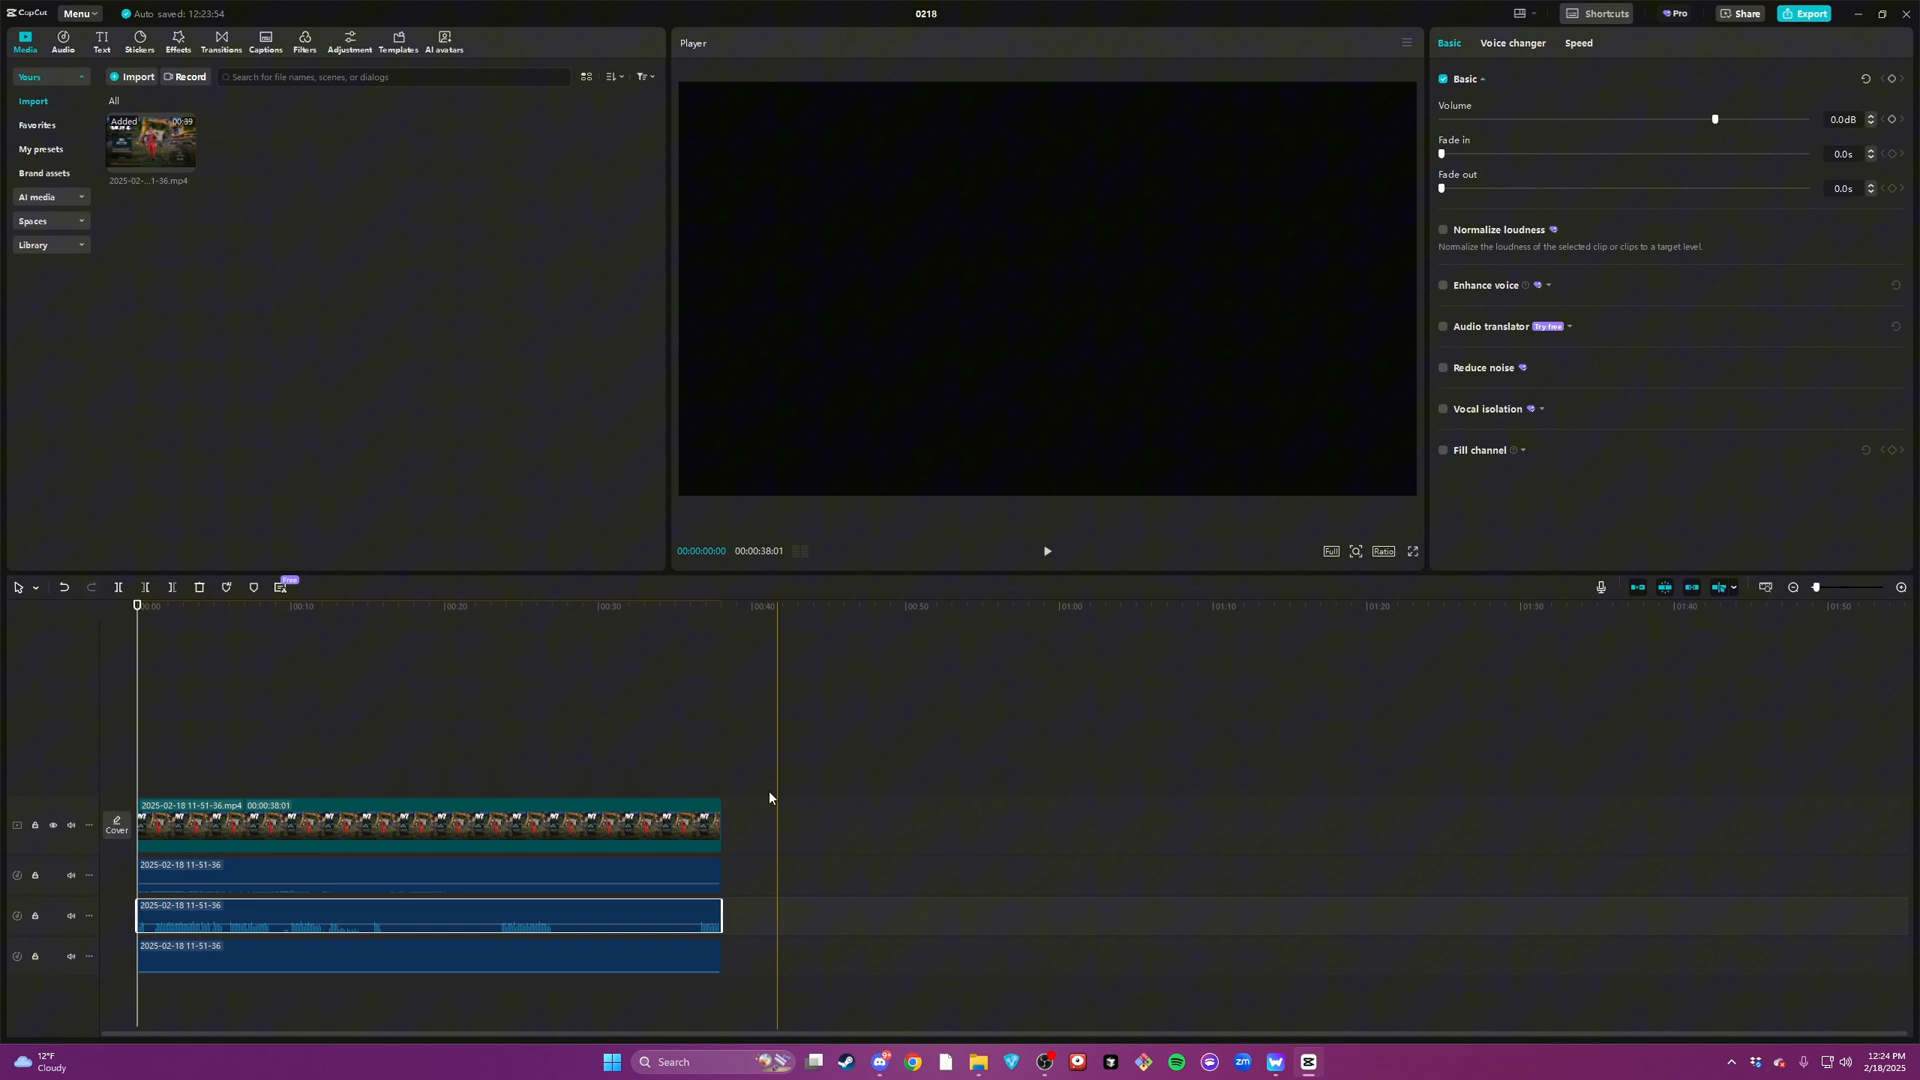 CapCut Menu Auto saved: 12:23:54 0218 Shortcuts Pro Share Export
Media Audio Text Stickers Effects Transitions Captions Filters Adjustment Templates AI avatars
Player
Basic Voice changer Speed
Yours
Import Record Search for file names, scenes, or dialogs
Import
Favorites
My presets
Brand assets
AI media
Spaces
Library
All
Added 00:39
2025-02-...1-36.mp4
Basic
Volume
0.0dB
Fade in
0.0s
Fade out
0.0s
Normalize loudness
Normalize the loudness of the selected clip or clips to a target level.
Enhance voice
Audio translator Try free
Reduce noise
Vocal isolation
Fill channel
00:00:00:00 00:00:38:01
Full Ratio
Free
00:00 00:10 00:20 00:30 00:40 00:50 01:00 01:10 01:20 01:30 01:40 01:50
2025-02-18 11-51-36.mp4 00:00:38:01
Cover
2025-02-18 11-51-36
2025-02-18 11-51-36
2025-02-18 11-51-36
12°F
Cloudy
Search
9+
zm
12:24 PM
2/18/2025